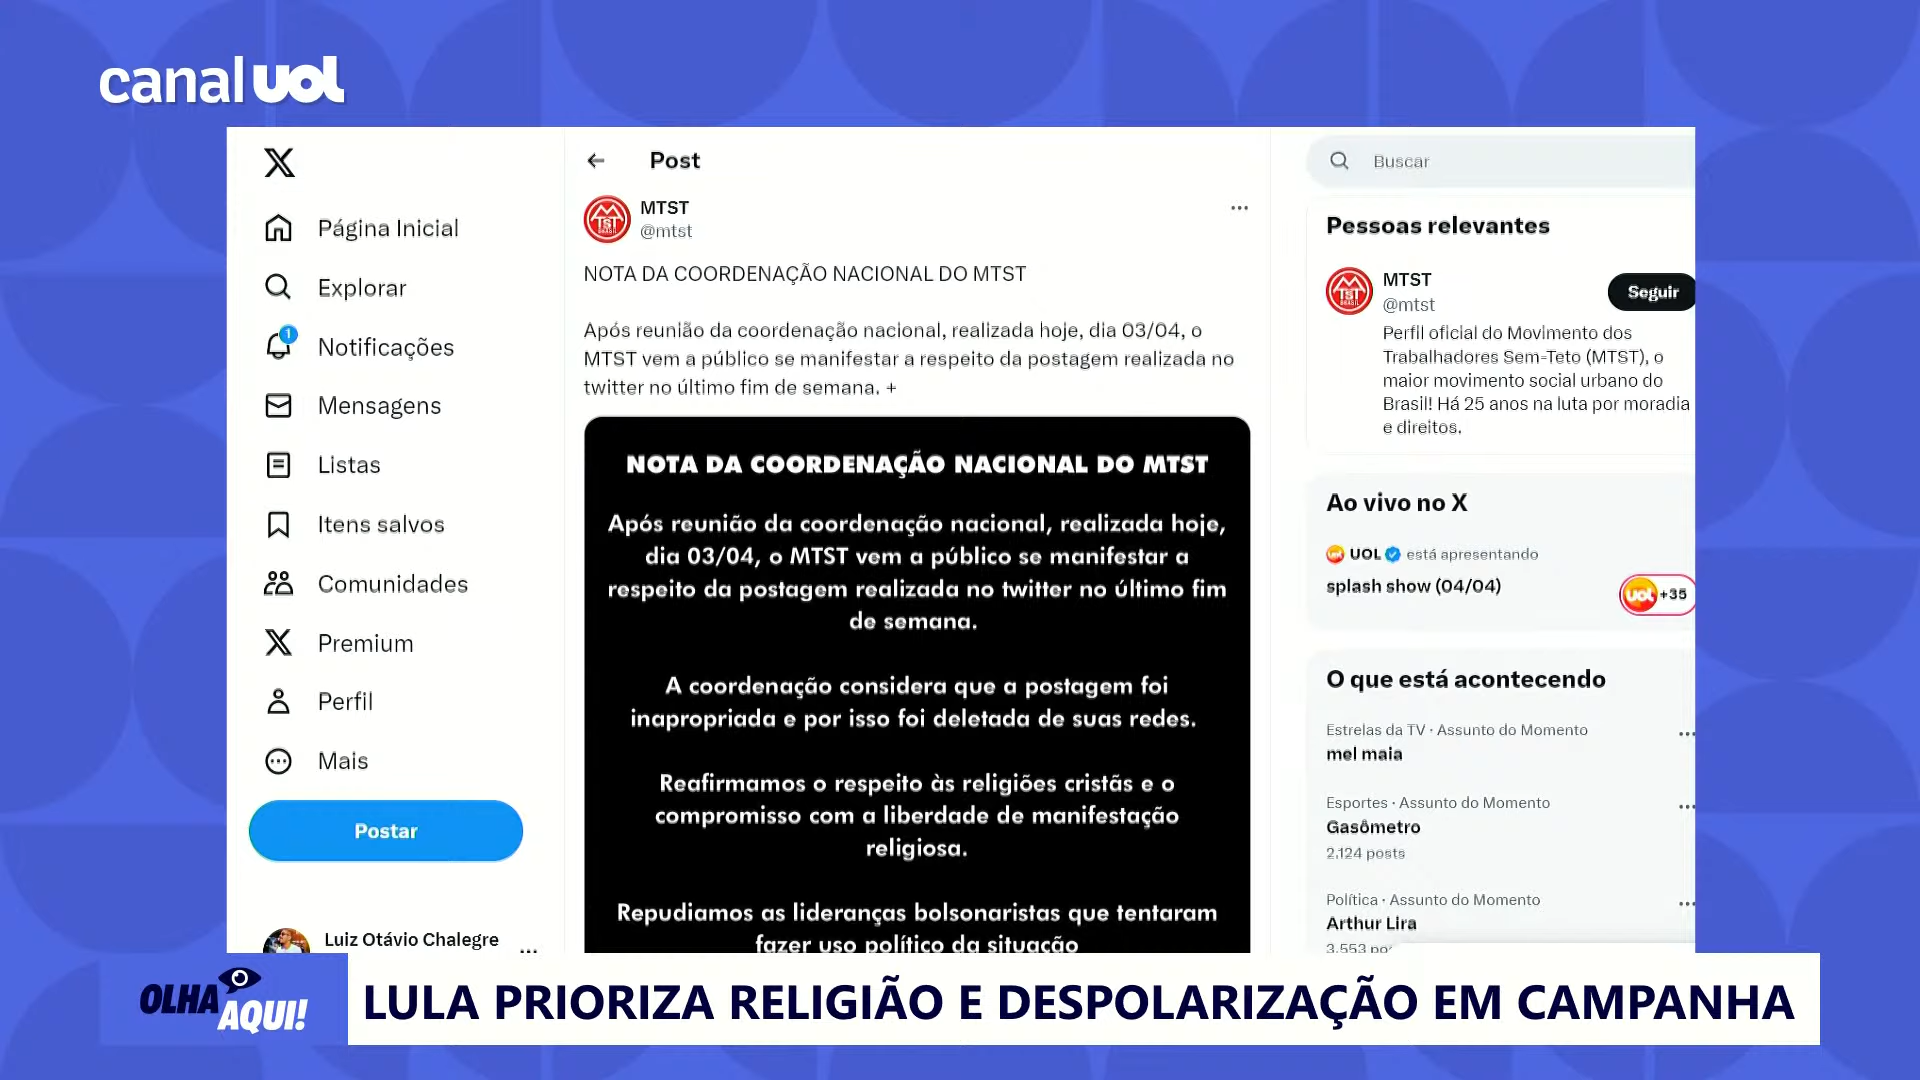 canal uol
Página Inicial
Explorar
1
Notificações
Mensagens
Listas
Itens salvos
Comunidades
Premium
Perfil
Mais
Postar
Luiz Otávio Chalegre
Post
MTST
@mtst
NOTA DA COORDENAÇÃO NACIONAL DO MTST
Após reunião da coordenação nacional, realizada hoje, dia 03/04, o
MTST vem a público se manifestar a respeito da postagem realizada no
twitter no último fim de semana. +
NOTA DA COORDENAÇÃO NACIONAL DO MTST
Após reunião da coordenação nacional, realizada hoje,
dia 03/04, o MTST vem a público se manifestar a
respeito da postagem realizada no twitter no último fim
de semana.
A coordenação considera que a postagem foi
inapropriada e por isso foi deletada de suas redes.
Reafirmamos o respeito às religiões cristãs e o
compromisso com a liberdade de manifestação
religiosa.
Repudiamos as lideranças bolsonaristas que tentaram
fazer uso político da situação
Buscar
Pessoas relevantes
MTST
@mtst
Seguir
Perfil oficial do Movimento dos
Trabalhadores Sem-Teto (MTST), o
maior movimento social urbano do
Brasil! Há 25 anos na luta por moradia
e direitos.
Ao vivo no X
UOL está apresentando
splash show (04/04)
uol +35
O que está acontecendo
Estrelas da TV · Assunto do Momento
mel maia
Esportes · Assunto do Momento
Gasômetro
2.124 posts
Política · Assunto do Momento
Arthur Lira
3.553
OLHA AQUI!
LULA PRIORIZA RELIGIÃO E DESPOLARIZAÇÃO EM CAMPANHA